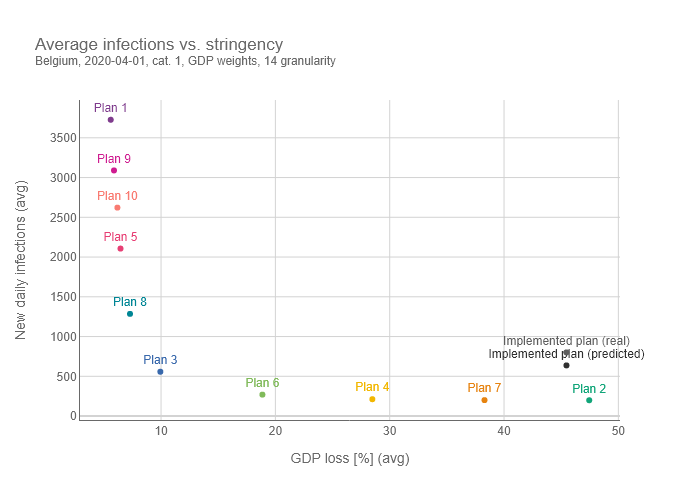 Average infections vs. stringency
Belgium, 2020-04-01, cat. 1, GDP weights, 14 granularity
New daily infections (avg)
3500
3000
2500
2000
1500
1000
500
0
Plan 1
Plan 9
Plan 10
Plan 5
Plan 8
Plan 3
Plan 6
Plan 4
Plan 7
Plan 2
Implemented plan (real)
Implemented plan (predicted)
10
20
30
40
50
GDP loss [%] (avg)